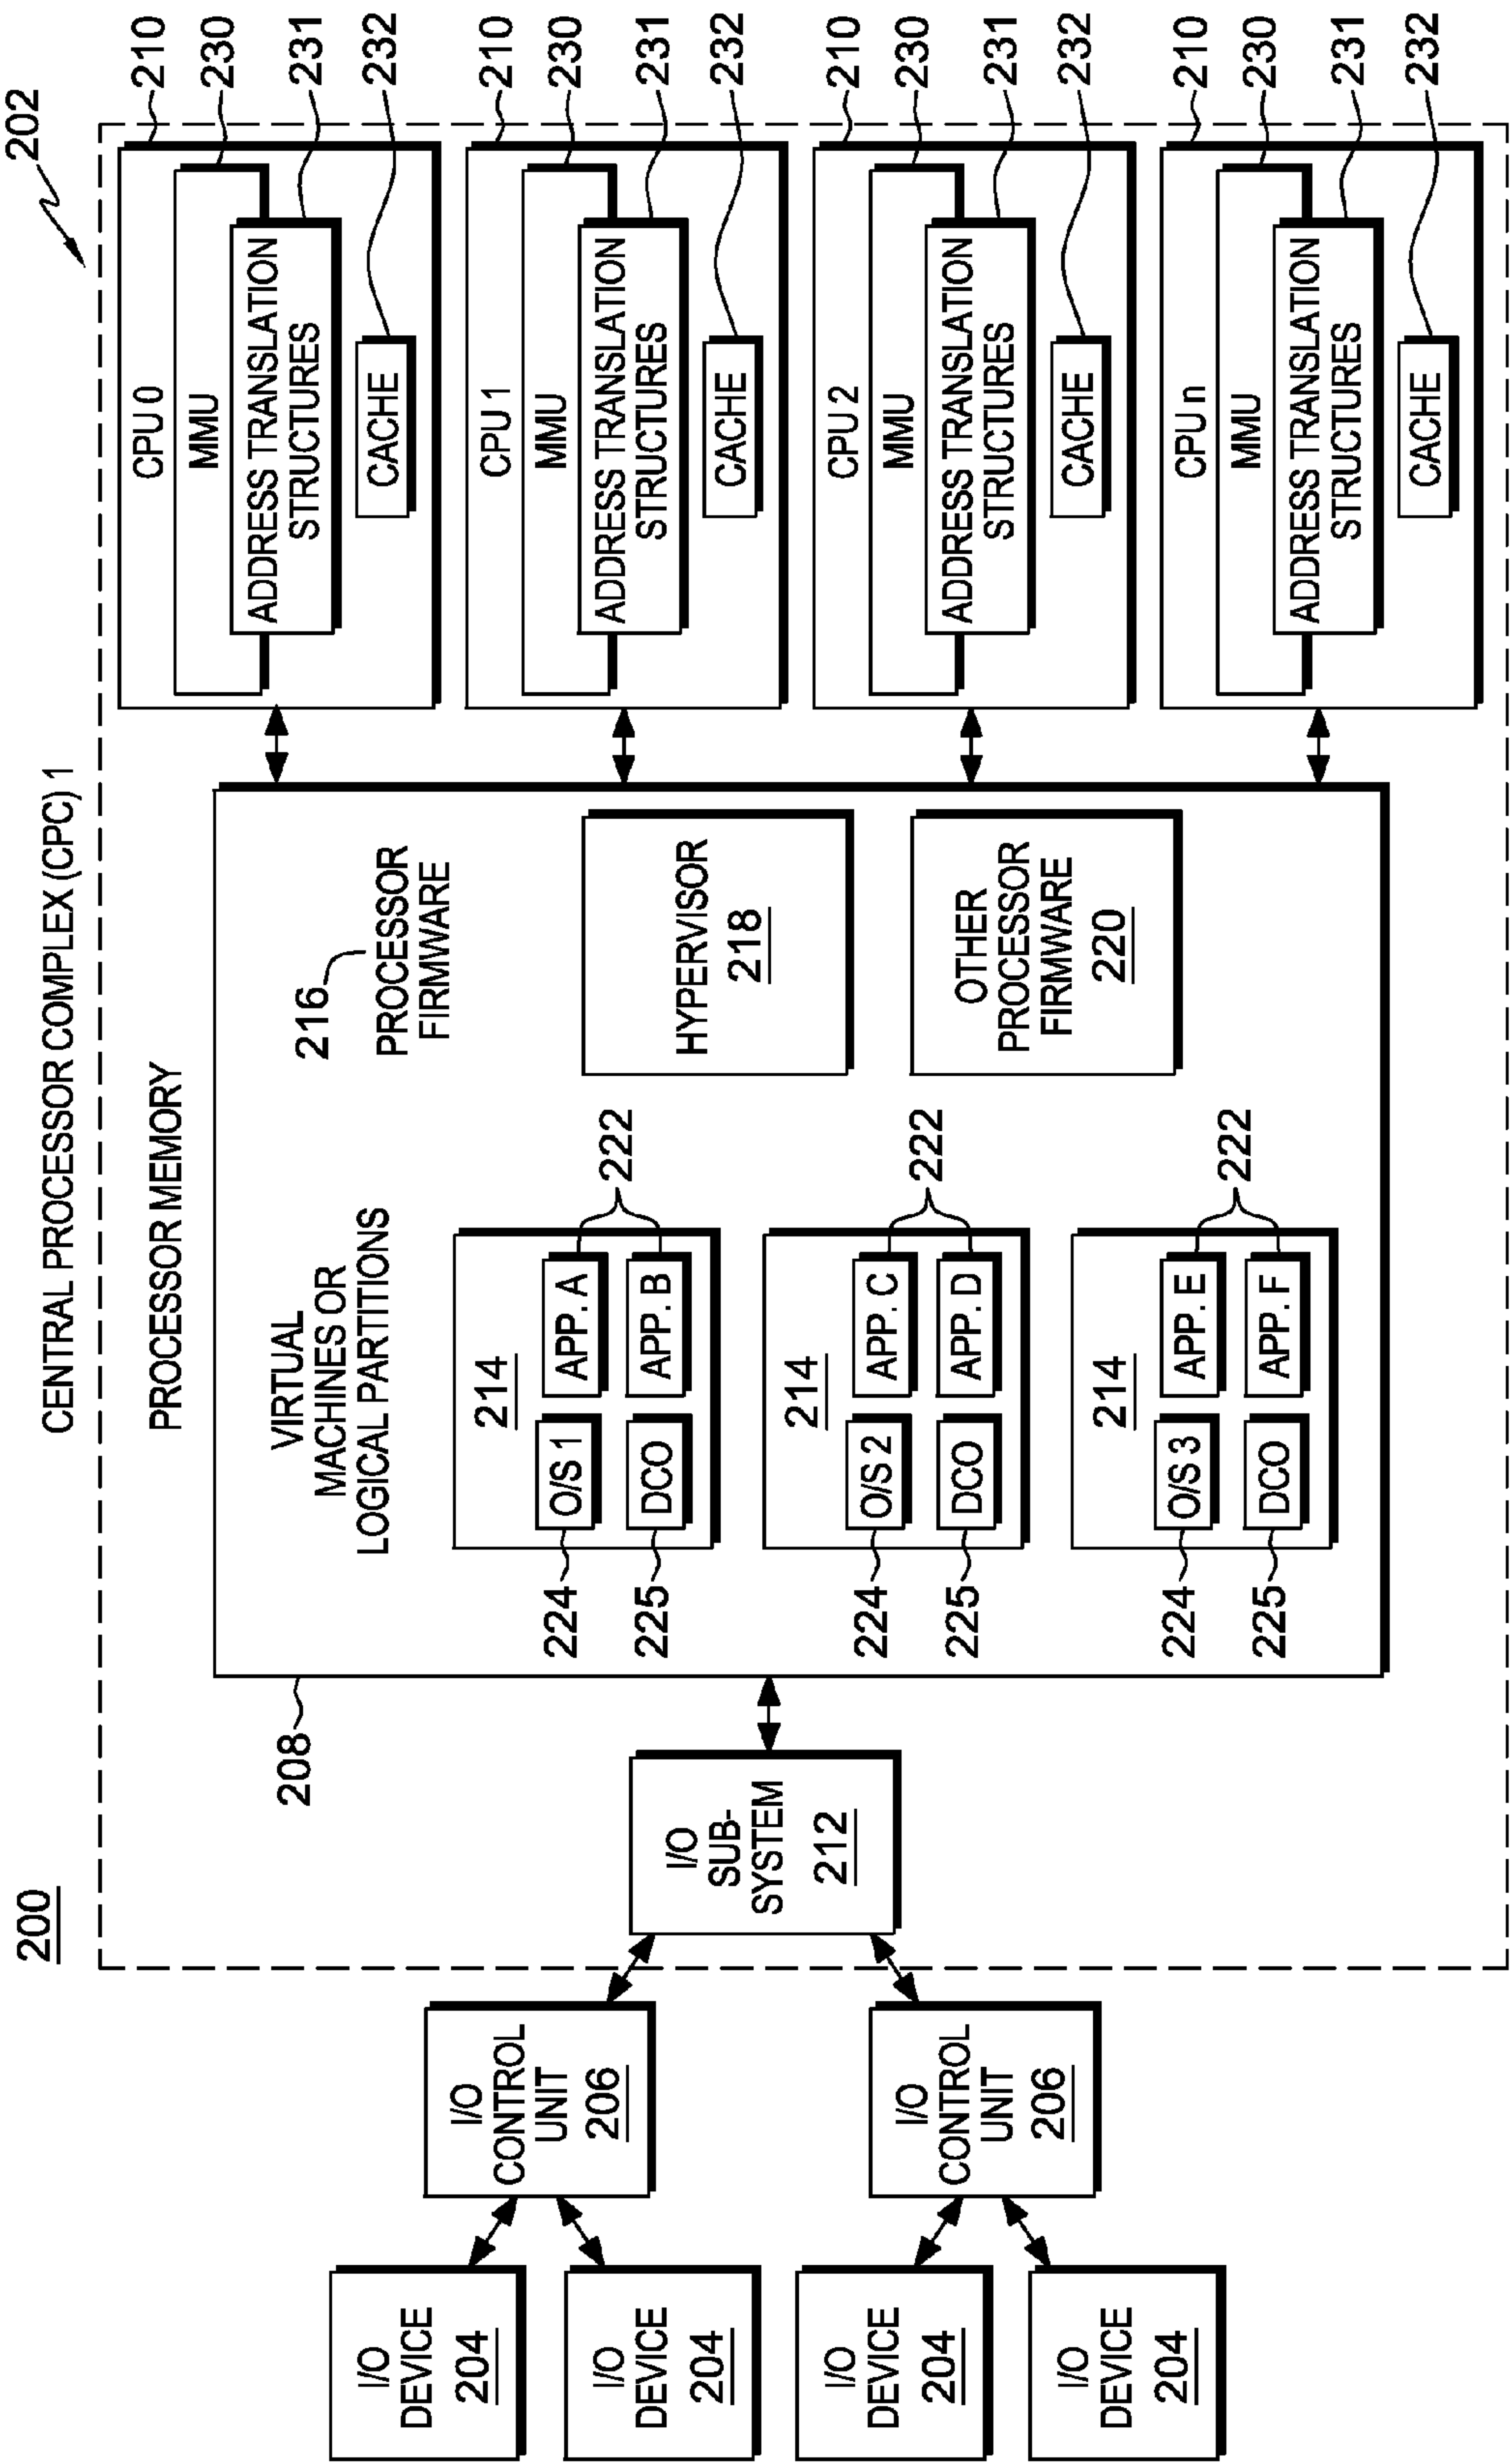 200
202
CENTRAL PROCESSOR COMPLEX (CPC) 1
PROCESSOR MEMORY
208
VIRTUAL
MACHINES OR
LOGICAL PARTITIONS
214
O/S 1
APP. A
DCO
APP. B
224
225
222
214
O/S 2
APP. C
DCO
APP. D
224
225
222
214
O/S 3
APP. E
DCO
APP. F
224
225
222
216
PROCESSOR
FIRMWARE
HYPERVISOR
218
OTHER
PROCESSOR
FIRMWARE
220
CPU 0
MMU
ADDRESS TRANSLATION
STRUCTURES
CACHE
210
230
231
232
CPU 1
MMU
ADDRESS TRANSLATION
STRUCTURES
CACHE
210
230
231
232
CPU 2
MMU
ADDRESS TRANSLATION
STRUCTURES
CACHE
210
230
231
232
CPU n
MMU
ADDRESS TRANSLATION
STRUCTURES
CACHE
210
230
231
232
I/O
SUB-
SYSTEM
212
I/O
CONTROL
UNIT
206
I/O
CONTROL
UNIT
206
I/O
DEVICE
204
I/O
DEVICE
204
I/O
DEVICE
204
I/O
DEVICE
204